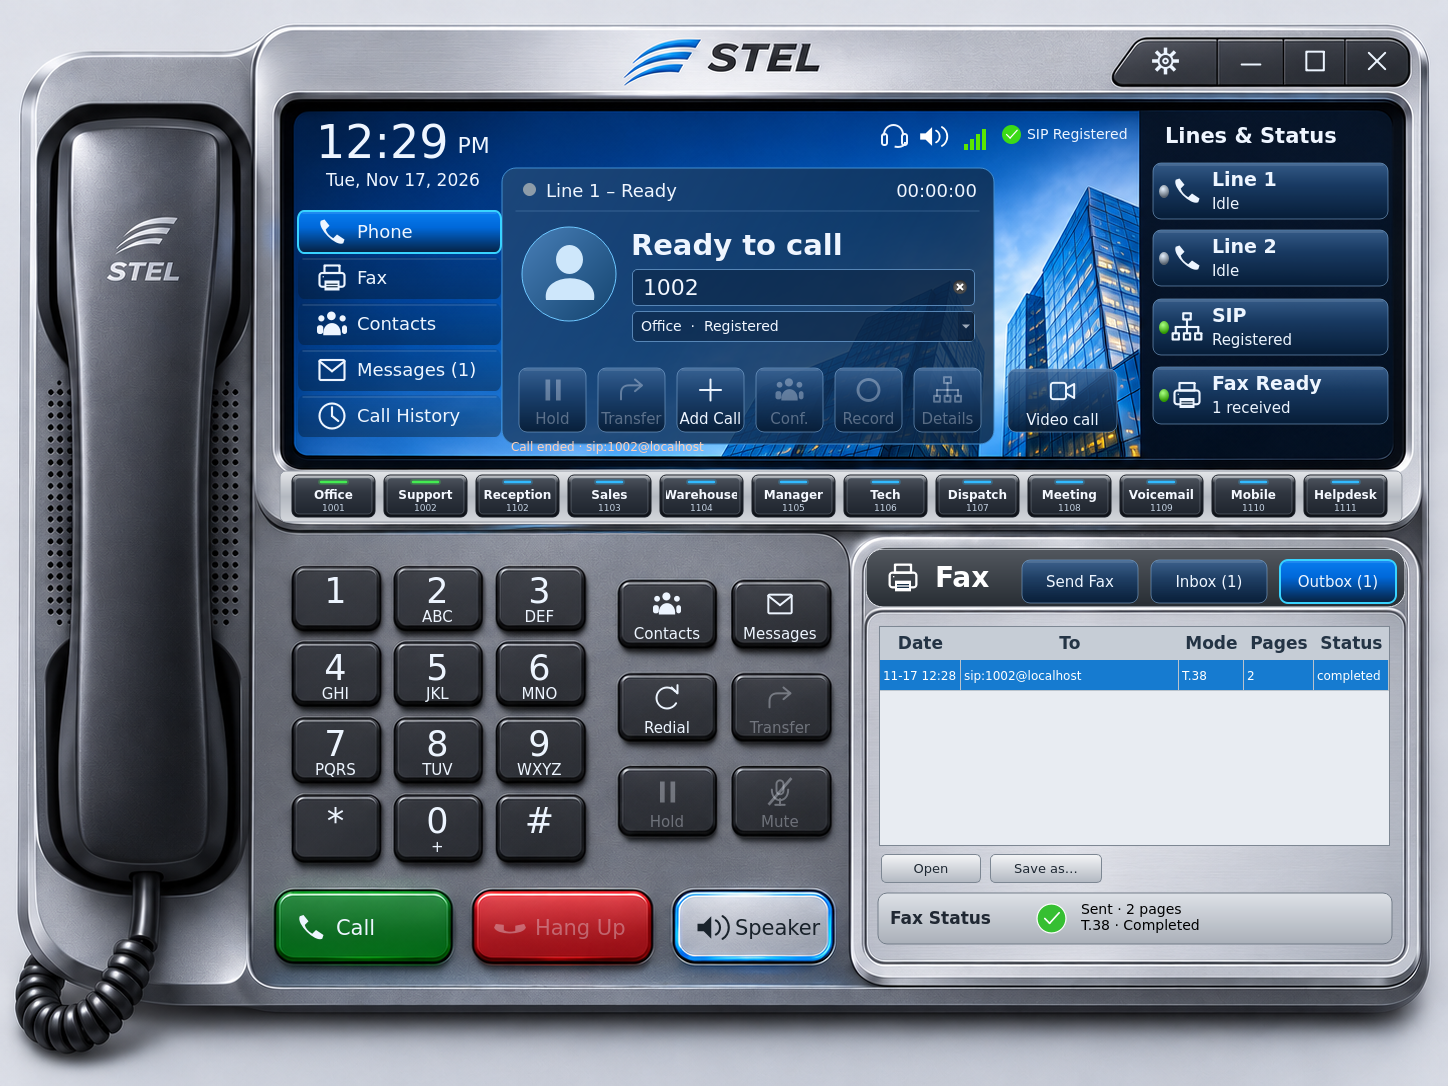 STEL
12:29 PM
Tue, Nov 17, 2026
SIP Registered
Lines & Status
Line 1 – Ready
00:00:00
Phone
Fax
Contacts
Messages (1)
Call History
Ready to call
1002
Office · Registered
Hold
Transfer
Add Call
Conf.
Record
Details
Video call
Call ended · sip:1002@localhost
Line 1
Idle
Line 2
Idle
SIP
Registered
Fax Ready
1 received
STEL
Office
1001
Support
1002
Reception
1102
Sales
1103
Warehouse
1104
Manager
1105
Tech
1106
Dispatch
1107
Meeting
1108
Voicemail
1109
Mobile
1110
Helpdesk
1111
1
2
ABC
3
DEF
4
GHI
5
JKL
6
MNO
7
PQRS
8
TUV
9
WXYZ
*
0
+
#
Contacts
Messages
Redial
Transfer
Hold
Mute
Call
Hang Up
Speaker
Fax
Send Fax
Inbox (1)
Outbox (1)
Date To Mode Pages Status
11-17 12:28 sip:1002@localhost T.38 2 completed
Open
Save as...
Fax Status
Sent · 2 pages
T.38 · Completed